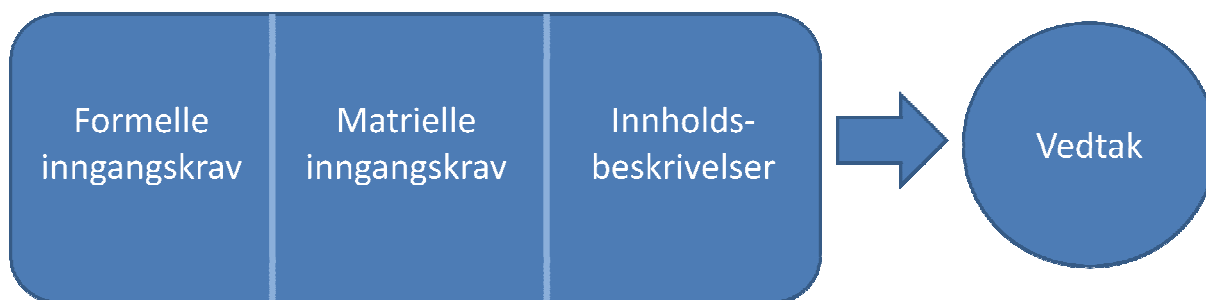 Formelle
inngangskrav
Matrielle
inngangskrav
Innholds-
beskrivelser
Vedtak